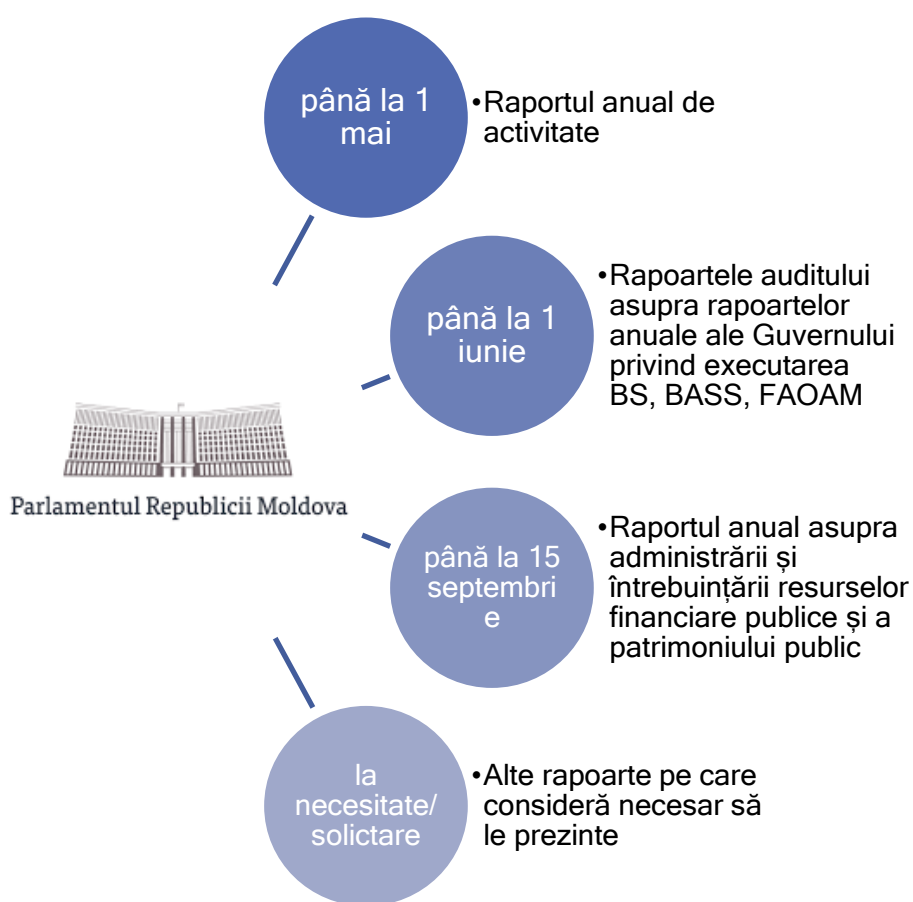 până la 1
mai
•Raportul anual de
activitate
până la 1
iunie
•Rapoartele auditului
asupra rapoartelor
anuale ale Guvernului
privind executarea
BS, BASS, FAOAM
Parlamentul Republicii Moldova
până la 15
septembri
e
•Raportul anual asupra
administrării și
întrebuințării resurselor
financiare publice și a
patrimoniului public
la
necesitate/
solictare
•Alte rapoarte pe care
consideră necesar să
le prezinte